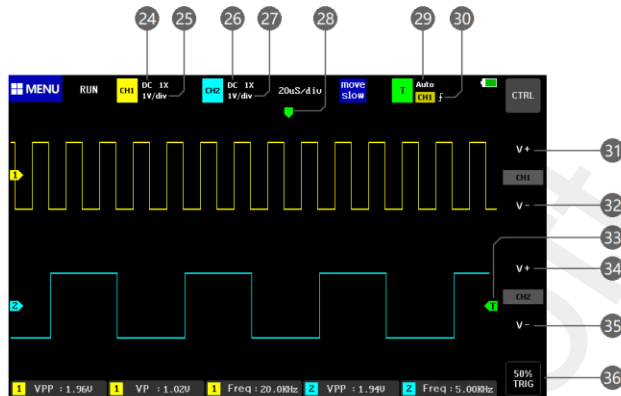 24 25 26 27 28 29 30
MENU RUN CH1 DC 1X 1V/div CH2 DC 1X 1V/div 20uS/div move slow T Auto CH1 CTRL
V+ 31
1 CH1
V- 32
33
V+ 34
2 T CH2
V- 35
50% TRIG 36
1 VPP :1.96V 1 VP :1.02V 1 Freq:20.0KHz 2 VPP :1.94V 2 Freq:5.00KHz